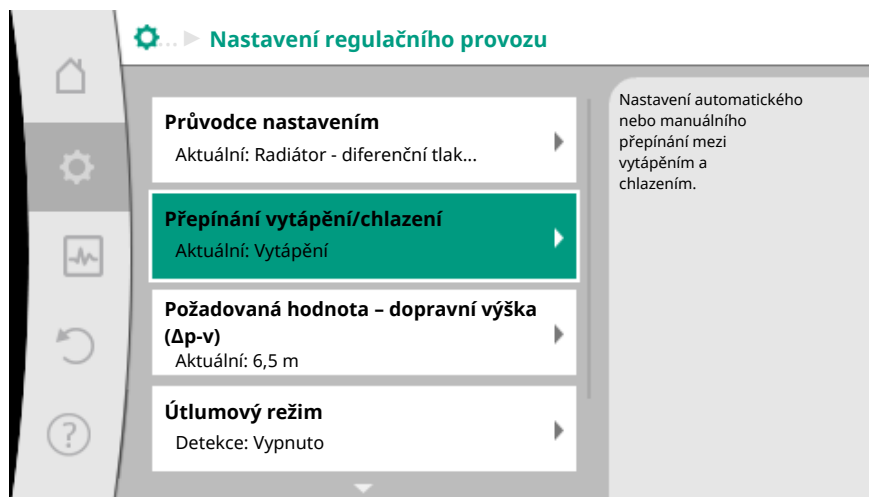 ... Nastavení regulačního provozu
Průvodce nastavením
Aktuální: Radiátor - diferenční tlak...
Přepínání vytápění/chlazení
Aktuální: Vytápění
Požadovaná hodnota – dopravní výška
(Δp-v)
Aktuální: 6,5 m
Útlumový režim
Detekce: Vypnuto
Nastavení automatického
nebo manuálního
přepínání mezi
vytápěním a
chlazením.
?